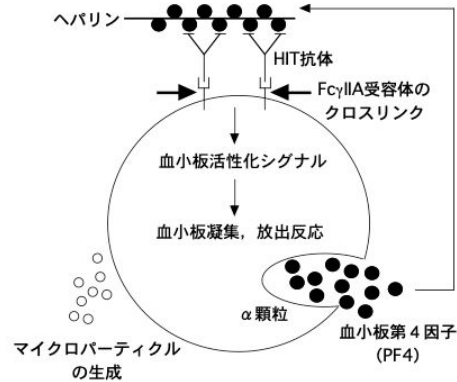 ヘパリン
HIT抗体
FcγIIA受容体の
クロスリンク
血小板活性化シグナル
血小板凝集，放出反応
α顆粒
マイクロパーティクル
の生成
血小板第４因子
(PF4)